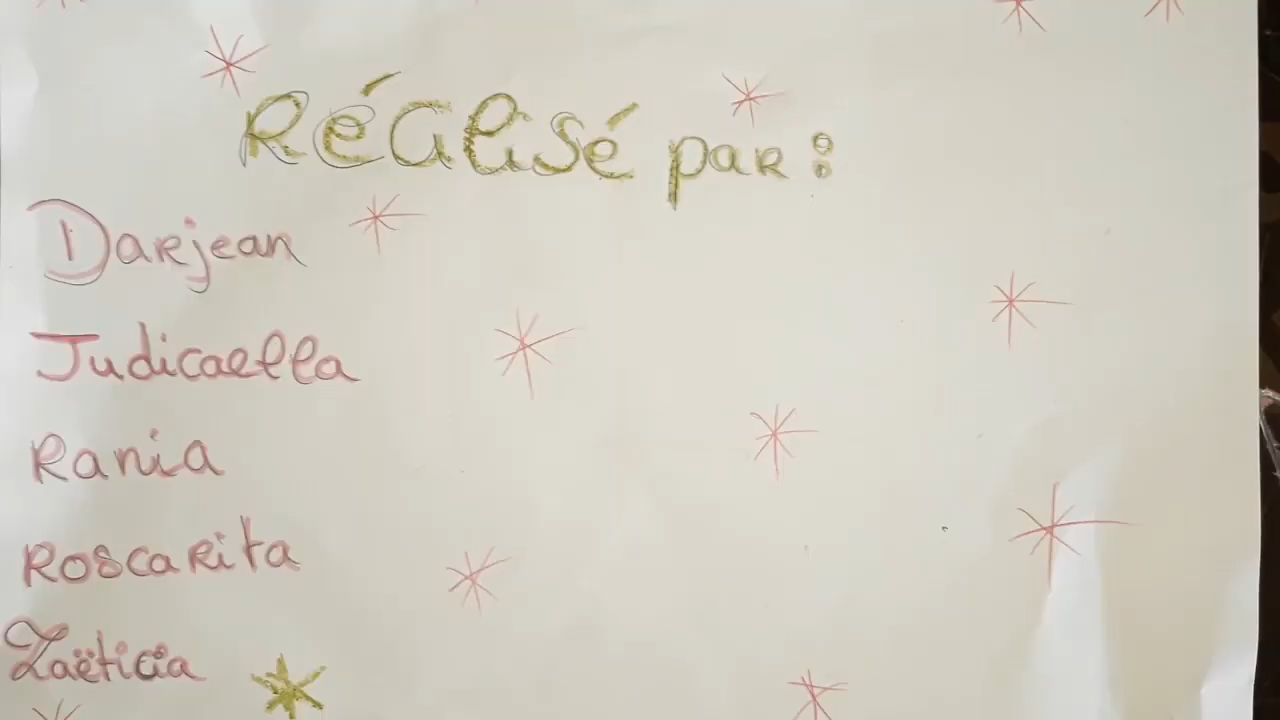 Réalisé par :
Darjean
Judicaella
Rania
Roscarita
Zaëticia